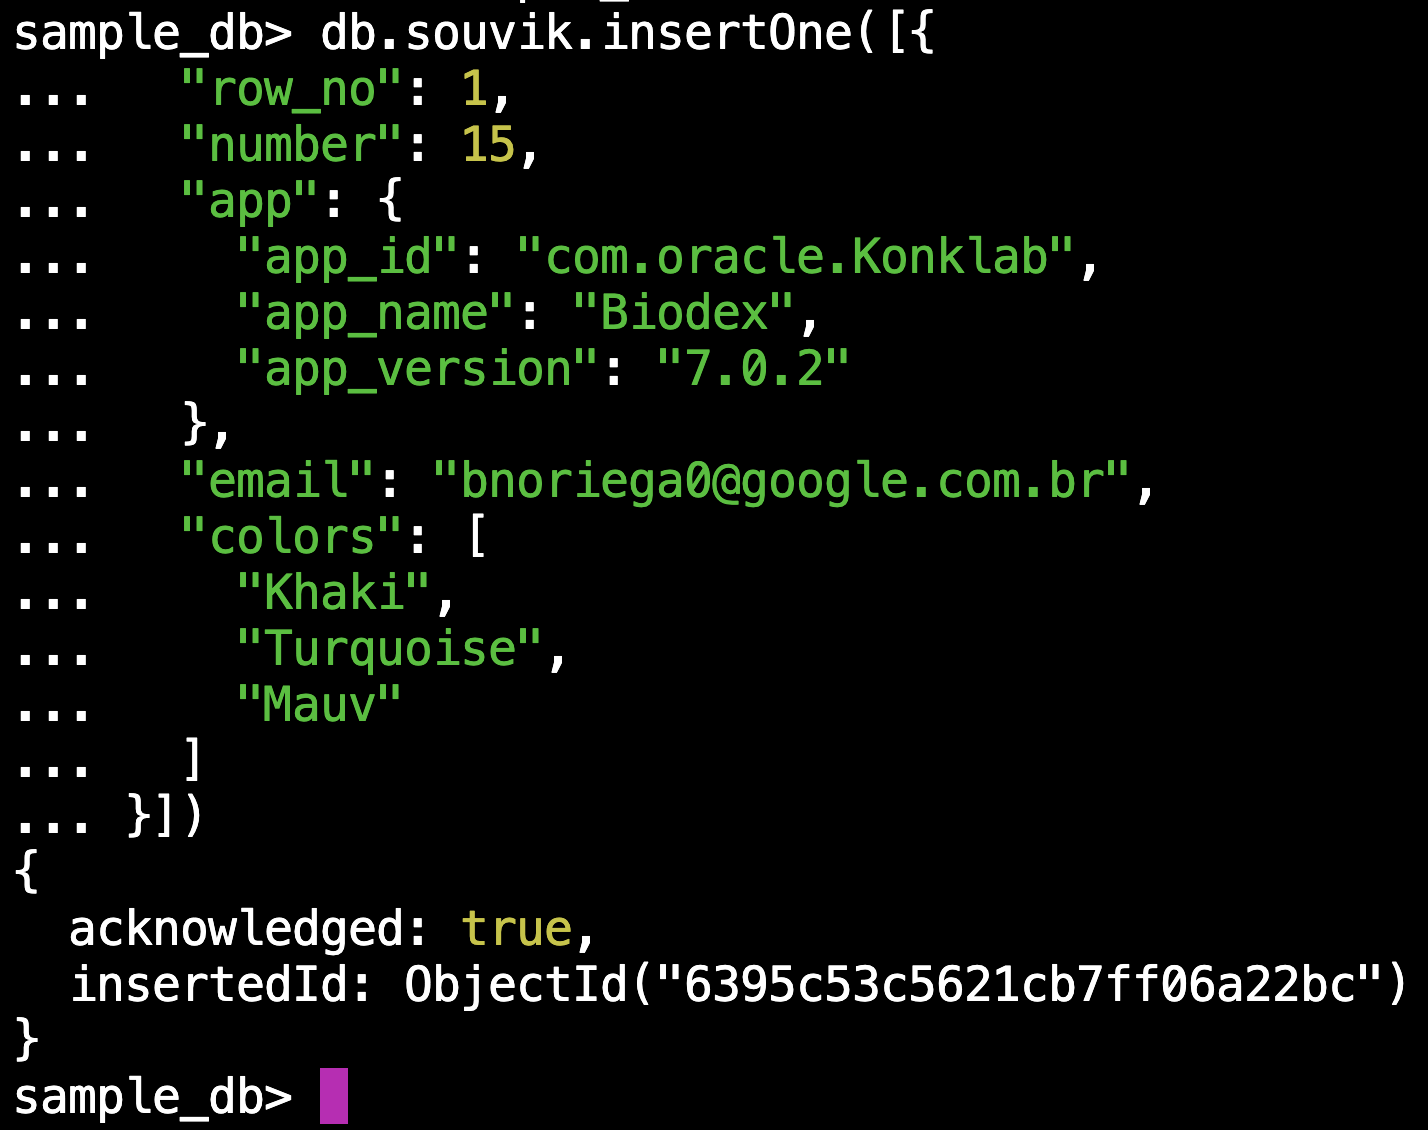 sample_db> db.souvik.insertOne([{
...   "row_no": 1,
...   "number": 15,
...   "app": {
...     "app_id": "com.oracle.Konklab",
...     "app_name": "Biodex",
...     "app_version": "7.0.2"
...   },
...   "email": "bnoriega0@google.com.br",
...   "colors": [
...     "Khaki",
...     "Turquoise",
...     "Mauv"
...   ]
... }])
{
  acknowledged: true,
  insertedId: ObjectId("6395c53c5621cb7ff06a22bc")
}
sample_db>